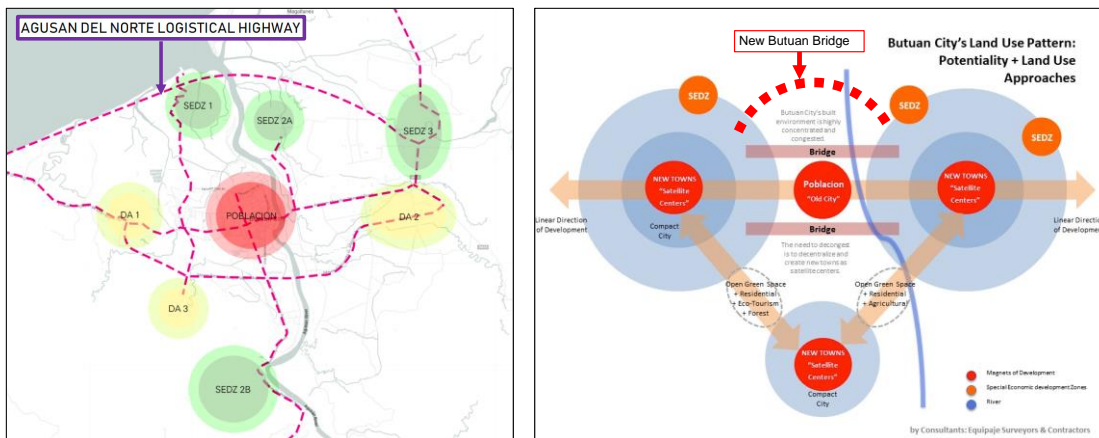 AGUSAN DEL NORTE LOGISTICAL HIGHWAY
SEDZ 1
SEDZ 2A
SEDZ 3
DA 1
POBLACION
DA 2
DA 3
SEDZ 2B
New Butuan Bridge
Butuan City's Land Use Pattern:
Potentiality + Land Use
Approaches
SEDZ
SEDZ
SEDZ
Butuan City's built
environment is highly
concentrated and
congested.
Bridge
NEW TOWNS
"Satellite
Centers"
Poblacion
"Old City"
NEW TOWNS
"Satellite
Centers"
Linear Direction
of Development
Compact
City
Bridge
Linear Direction
of Development
The need to decongest
is to decentralize and
create new towns as
satellite centers.
Open Green Space
+ Residential
+ Eco-Tourism
+ Forest
Open Green Space
+ Residential
+ Agricultural
NEW TOWNS
"Satellite
Centers"
Compact
City
Magnets of Development
Special Economic development Zones
River
by Consultants: Equipaje Surveyors & Contractors